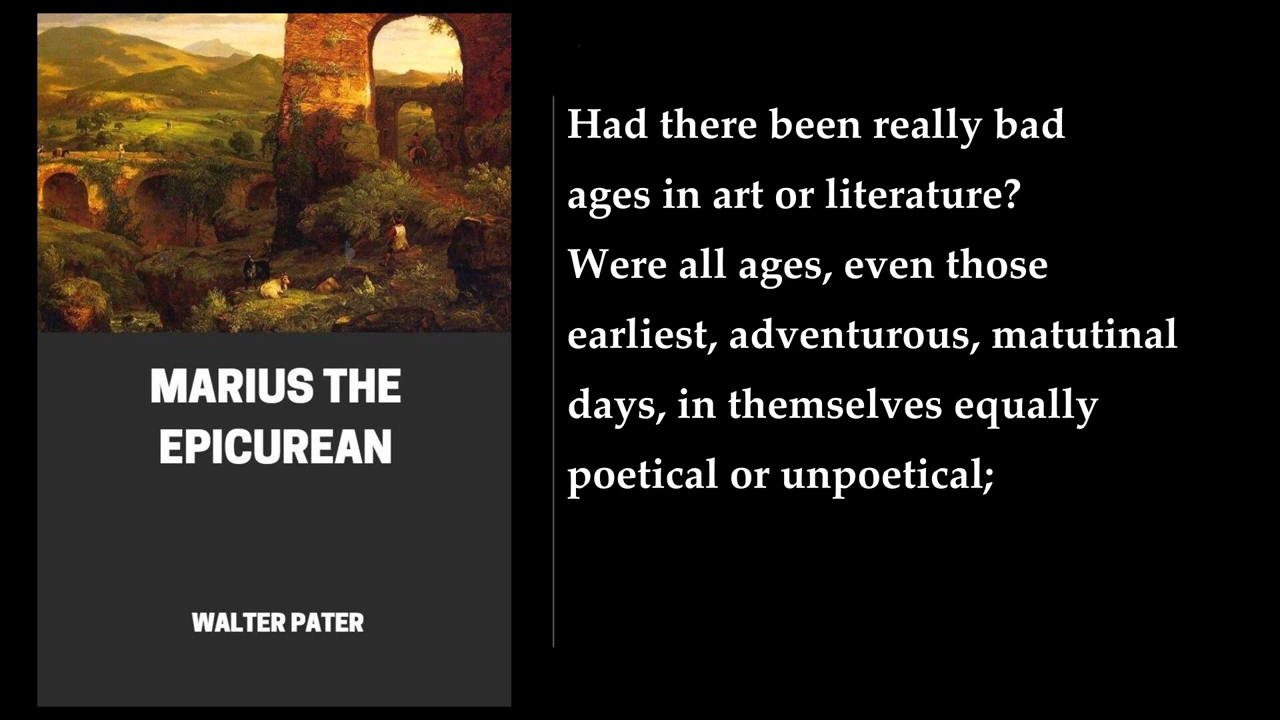 MARIUS THE
EPICUREAN
WALTER PATER
Had there been really bad
ages in art or literature?
Were all ages, even those
earliest, adventurous, matutinal
days, in themselves equally
poetical or unpoetical;